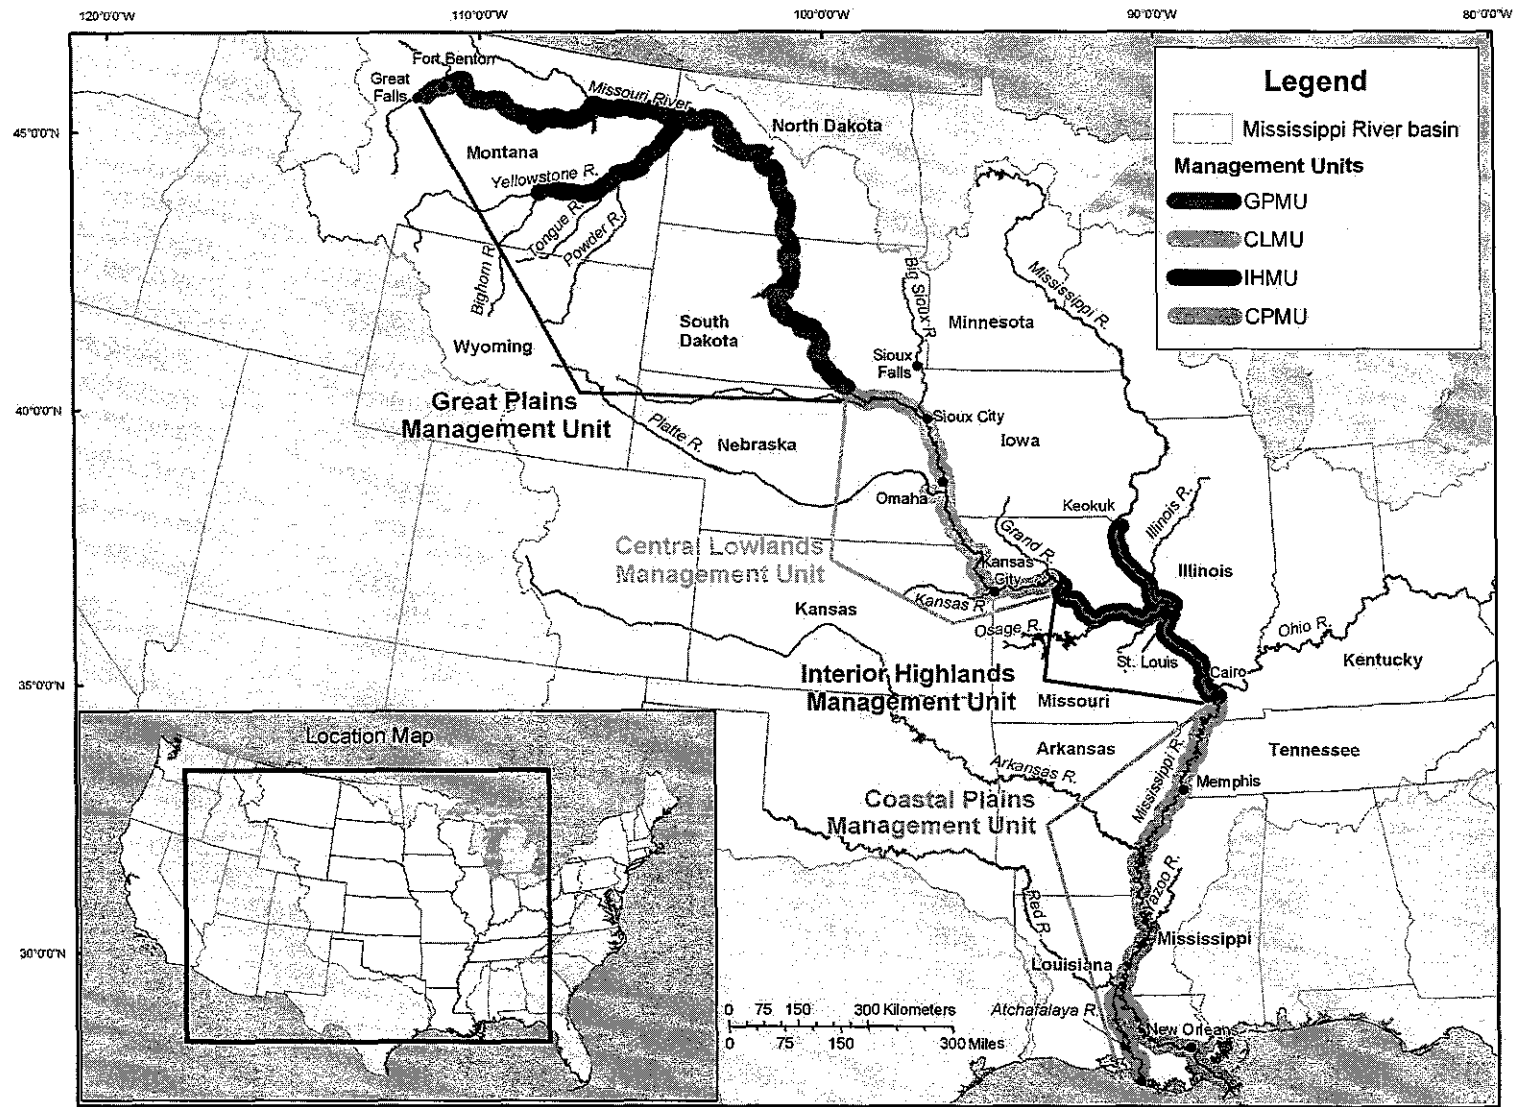 120°0'0"W
110°0'0"W
100°0'0"W
90°0'0"W
80°0'0"W
45°0'0"N
40°0'0"N
35°0'0"N
30°0'0"N
Legend
Mississippi River basin
Management Units
GPMU
CLMU
IHMU
CPMU
Fort Benton
Great
Falls
Missouri River
North Dakota
Montana
Yellowstone R.
Tongue R.
Powder R.
Bighorn R.
Wyoming
South
Dakota
Big Sioux R.
Minnesota
Mississippi R.
Sioux
Falls
Great Plains
Management Unit
Sioux City
Platte R.
Nebraska
Iowa
Omaha
Keokuk
Illinois R.
Grand R.
Central Lowlands
Management Unit
Kansas
City
Illinois
Kansas R.
Kansas
Osage R.
St. Louis
Ohio R.
Kentucky
Cairo
Interior Highlands
Management Unit
Missouri
Arkansas
Arkansas R.
Mississippi R.
Tennessee
Memphis
Coastal Plains
Management Unit
Yazoo R.
Red R.
Mississippi
Louisiana
Atchafalaya R.
New Orleans
Location Map
0 75 150 300 Kilometers
0 75 150 300 Miles